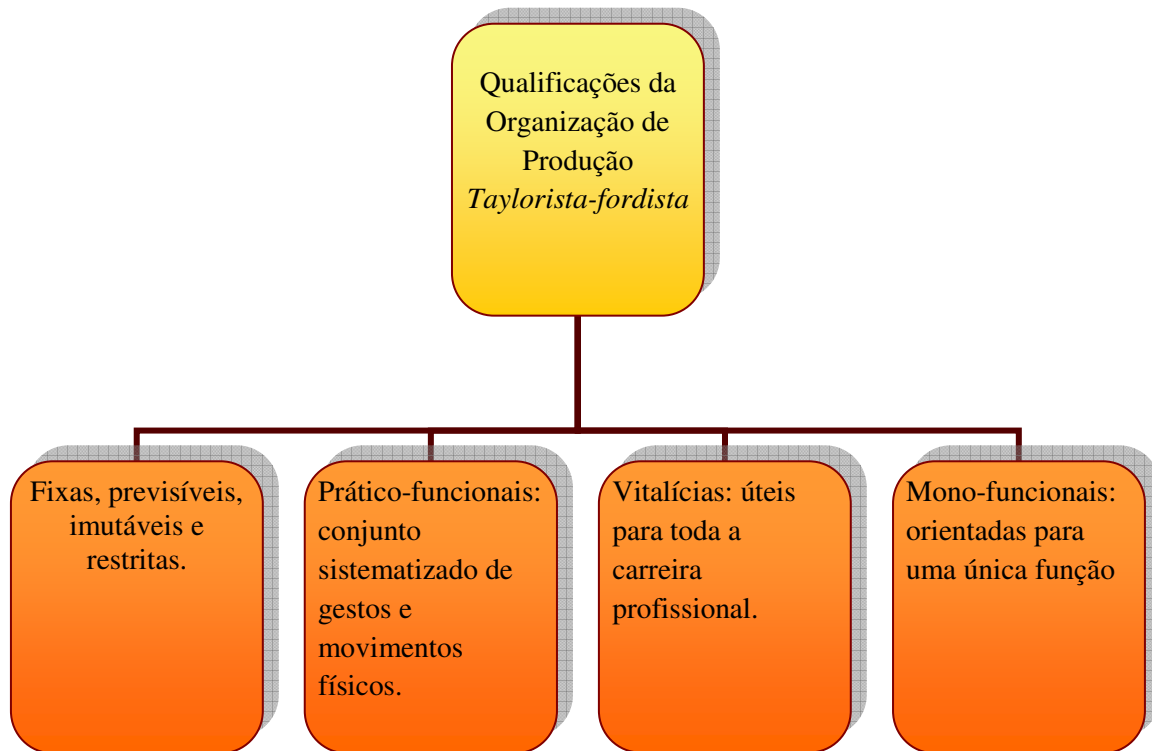 Qualificações da
Organização de
Produção
Taylorista-fordista
Fixas, previsíveis,
imutáveis e
restritas.
Prático-funcionais:
conjunto
sistematizado de
gestos e
movimentos
físicos.
Vitalícias: úteis
para toda a
carreira
profissional.
Mono-funcionais:
orientadas para
uma única função